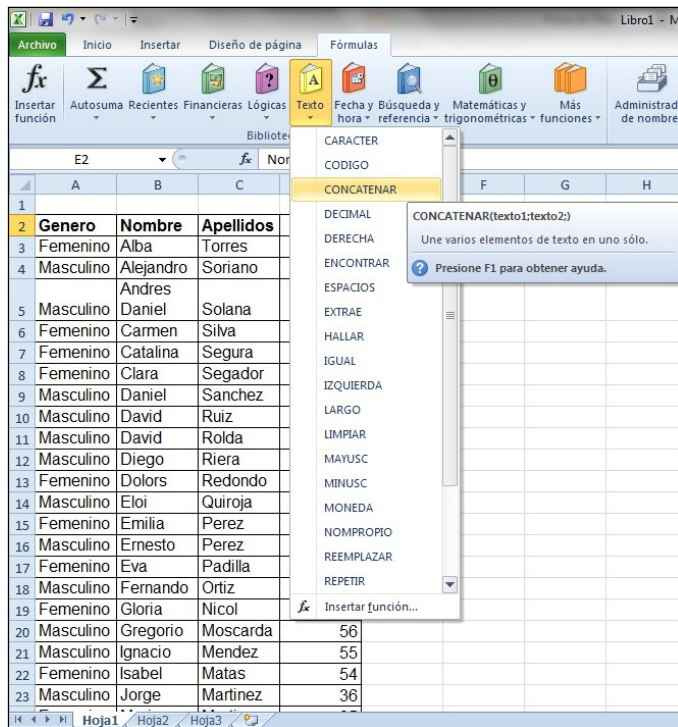 Libro1 - M
Archivo Inicio Insertar Diseño de página Fórmulas
fx Σ ? A θ
Insertar función Autosuma Recientes Financieras Lógicas Texto Fecha y hora Búsqueda y referencia Matemáticas y trigonométricas Más funciones Administrad de nombre
Bibliote
E2 fx Nor
A B C F G H
1
2 Genero Nombre Apellidos
3 Femenino Alba Torres
4 Masculino Alejandro Soriano
5 Masculino Andres Daniel Solana
6 Femenino Carmen Silva
7 Femenino Catalina Segura
8 Femenino Clara Segador
9 Masculino Daniel Sanchez
10 Masculino David Ruiz
11 Masculino David Rolda
12 Masculino Diego Riera
13 Femenino Dolors Redondo
14 Masculino Eloi Quiroja
15 Femenino Emilia Perez
16 Masculino Ernesto Perez
17 Femenino Eva Padilla
18 Masculino Fernando Ortiz
19 Femenino Gloria Nicol
20 Masculino Gregorio Moscarda 56
21 Masculino Ignacio Mendez 55
22 Femenino Isabel Matas 54
23 Masculino Jorge Martinez 36
CARACTER
CODIGO
CONCATENAR
DECIMAL
DERECHA
ENCONTRAR
ESPACIOS
EXTRAE
HALLAR
IGUAL
IZQUIERDA
LARGO
LIMPIAR
MAYUSC
MINUSC
MONEDA
NOMPROPIO
REEMPLAZAR
REPETIR
fx Insertar función...
CONCATENAR(texto1;texto2;)
Une varios elementos de texto en uno sólo.
? Presione F1 para obtener ayuda.
Hoja1 Hoja2 Hoja3